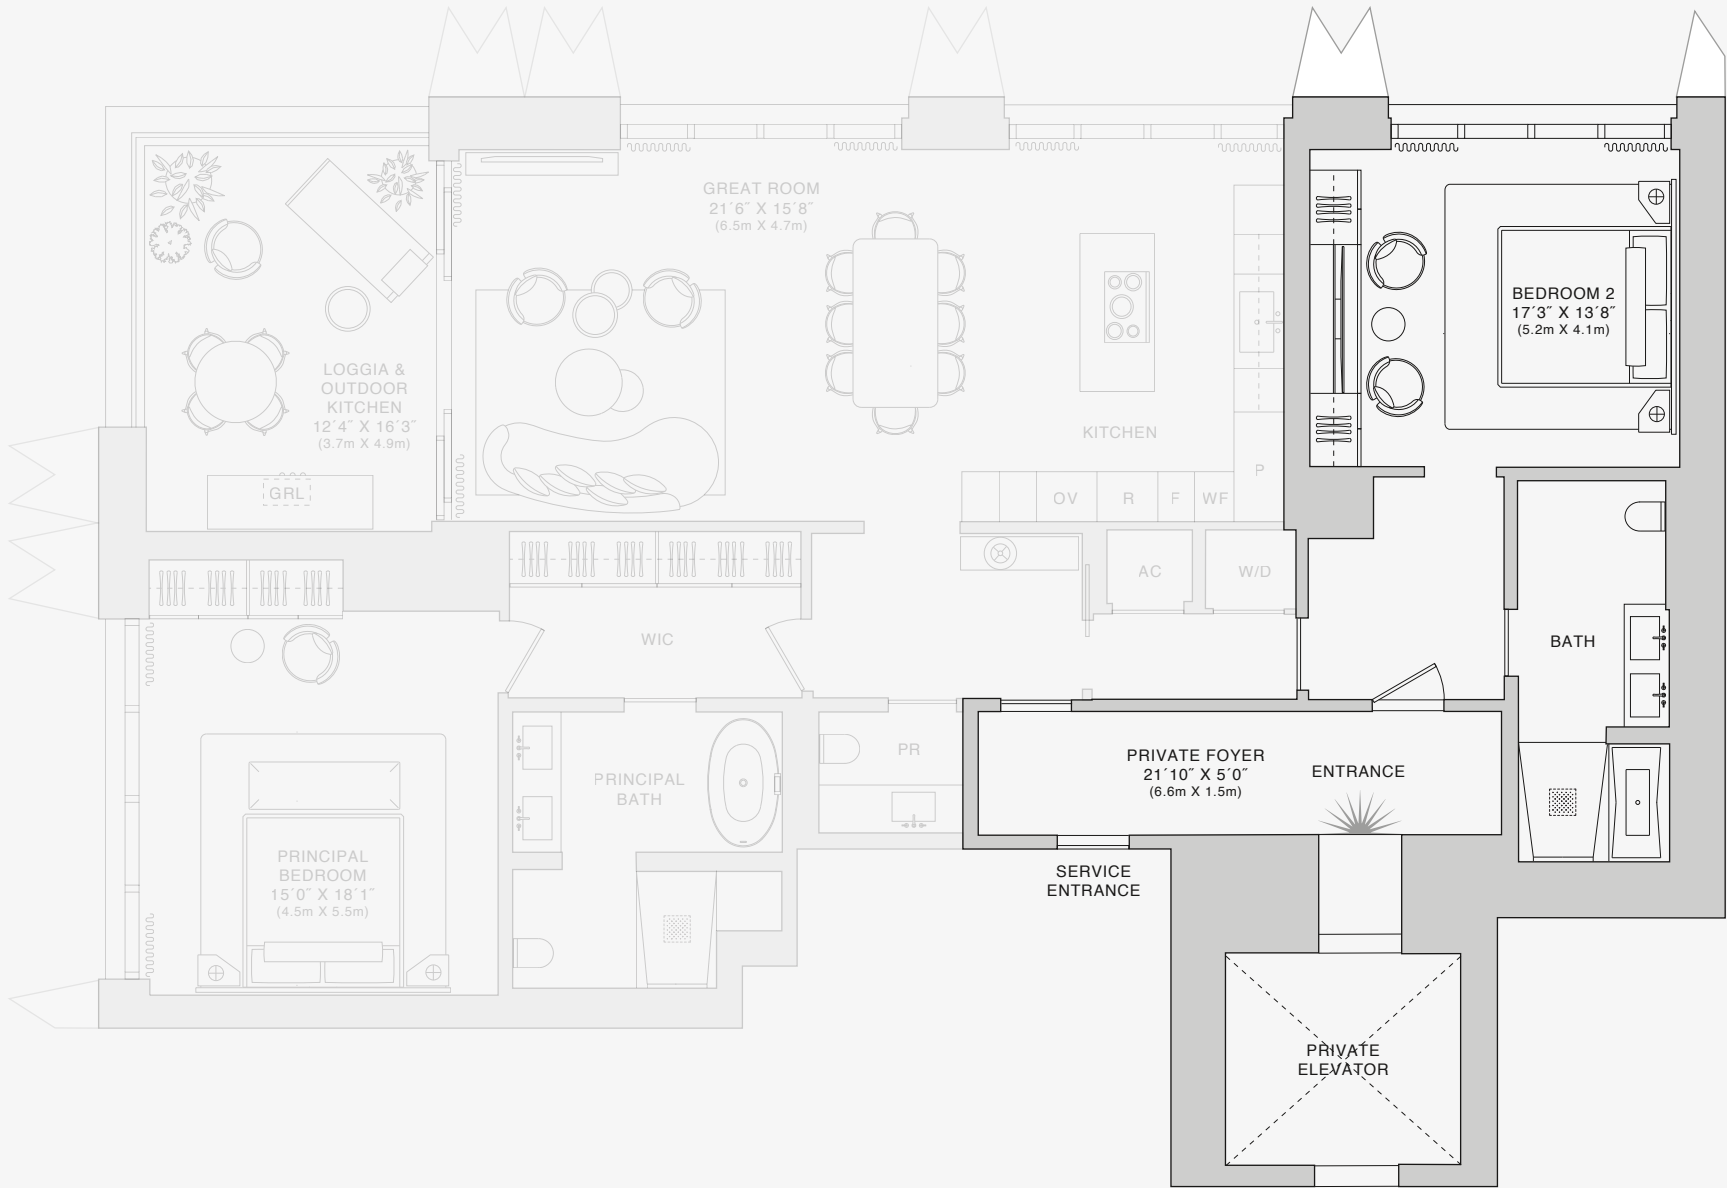 GREAT ROOM
21´6˝ X 15´8˝
(6.5m X 4.7m)
BEDROOM 2
17´3˝ X 13´8˝
(5.2m X 4.1m)
LOGGIA &
OUTDOOR
KITCHEN
12´4˝ X 16´3˝
(3.7m X 4.9m)
KITCHEN
GRL
OV
R
F
WF
P
AC
W/D
WIC
BATH
PR
PRIVATE FOYER
21´10˝ X 5´0˝
(6.6m X 1.5m)
ENTRANCE
PRINCIPAL
BATH
PRINCIPAL
BEDROOM
15´0˝ X 18´1˝
(4.5m X 5.5m)
SERVICE
ENTRANCE
PRIVATE
ELEVATOR